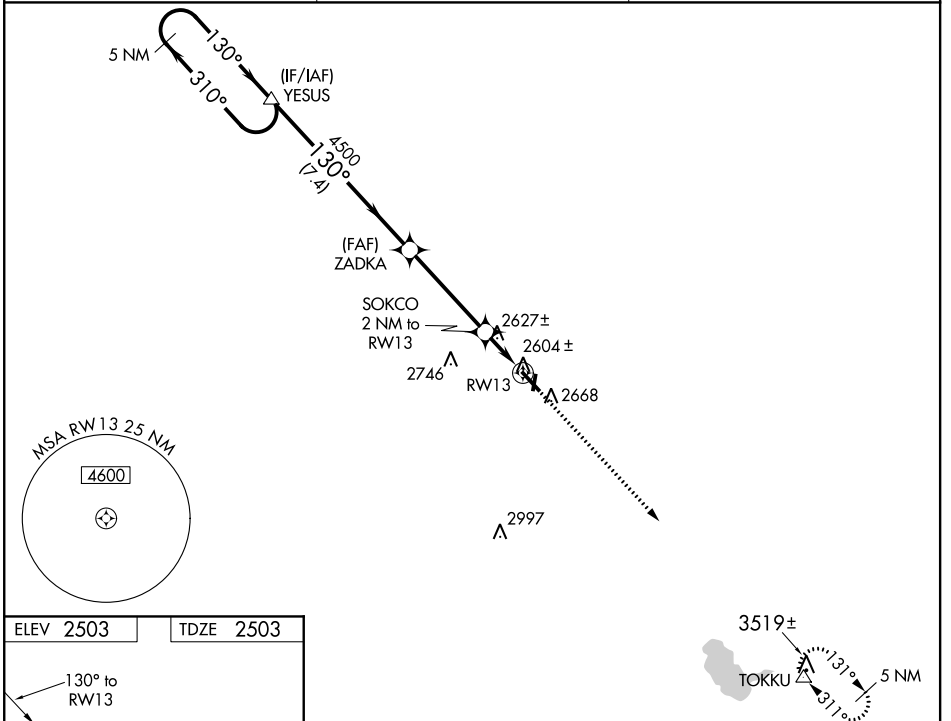 5 NM
130°
310°
(IF/IAF)
YESUS
4500
130°
(7.4)
(FAF)
ZADKA
SOKCO
2 NM to
RW13
2627±
2604±
2746
RW13
2668
MSA RW13 25 NM
4600
2997
ELEV 2503
TDZE 2503
130° to
RW13
3519±
TOKKU
131°
5 NM
311°